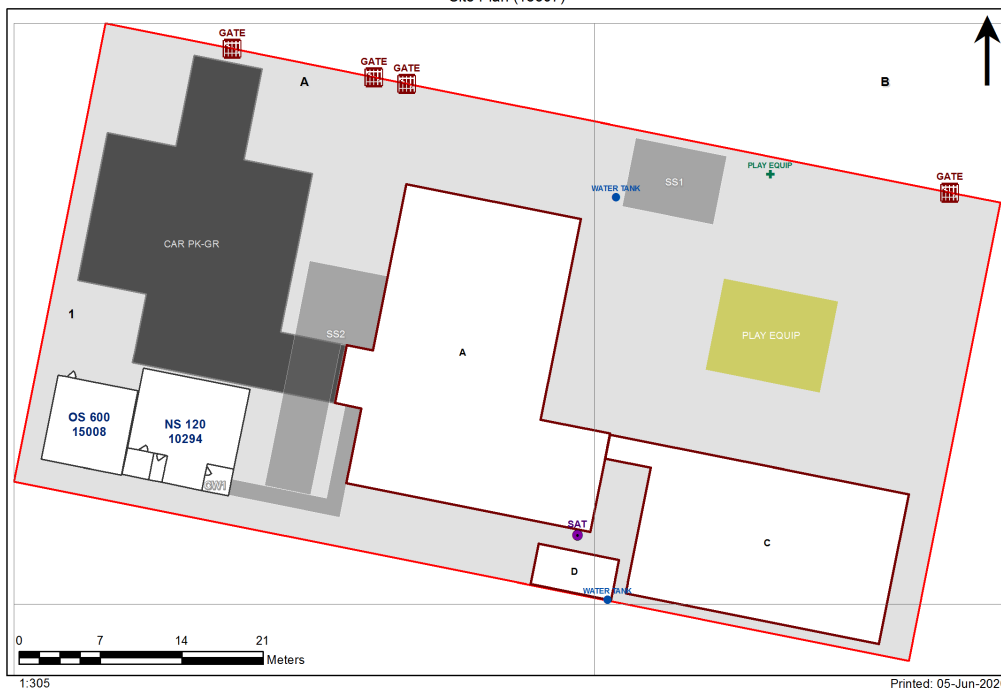 GATE
GATE
GATE
A
B
PLAY EQUIP
SS1
WATER TANK
GATE
CAR PK-GR
1
SS2
PLAY EQUIP
A
OS 600
15008
NS 120
10294
SAT
C
D
WATER TANK
0 7 14 21
Meters
1:305
Printed: 05-Jun-202